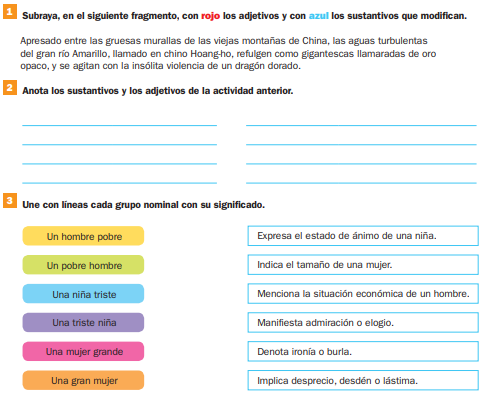 1 Subraya, en el siguiente fragmento, con rojo los adjetivos y con azul los sustantivos que modifican.
Apresado entre las gruesas murallas de las viejas montañas de China, las aguas turbulentas
del gran río Amarillo, llamado en chino Hoang-ho, refulgen como gigantescas llamaradas de oro
opaco, y se agitan con la insólita violencia de un dragón dorado.
2 Anota los sustantivos y los adjetivos de la actividad anterior.
3 Une con líneas cada grupo nominal con su significado.
Un hombre pobre
Expresa el estado de ánimo de una niña.
Un pobre hombre
Indica el tamaño de una mujer.
Una niña triste
Menciona la situación económica de un hombre.
Una triste niña
Manifiesta admiración o elogio.
Una mujer grande
Denota ironía o burla.
Una gran mujer
Implica desprecio, desdén o lástima.